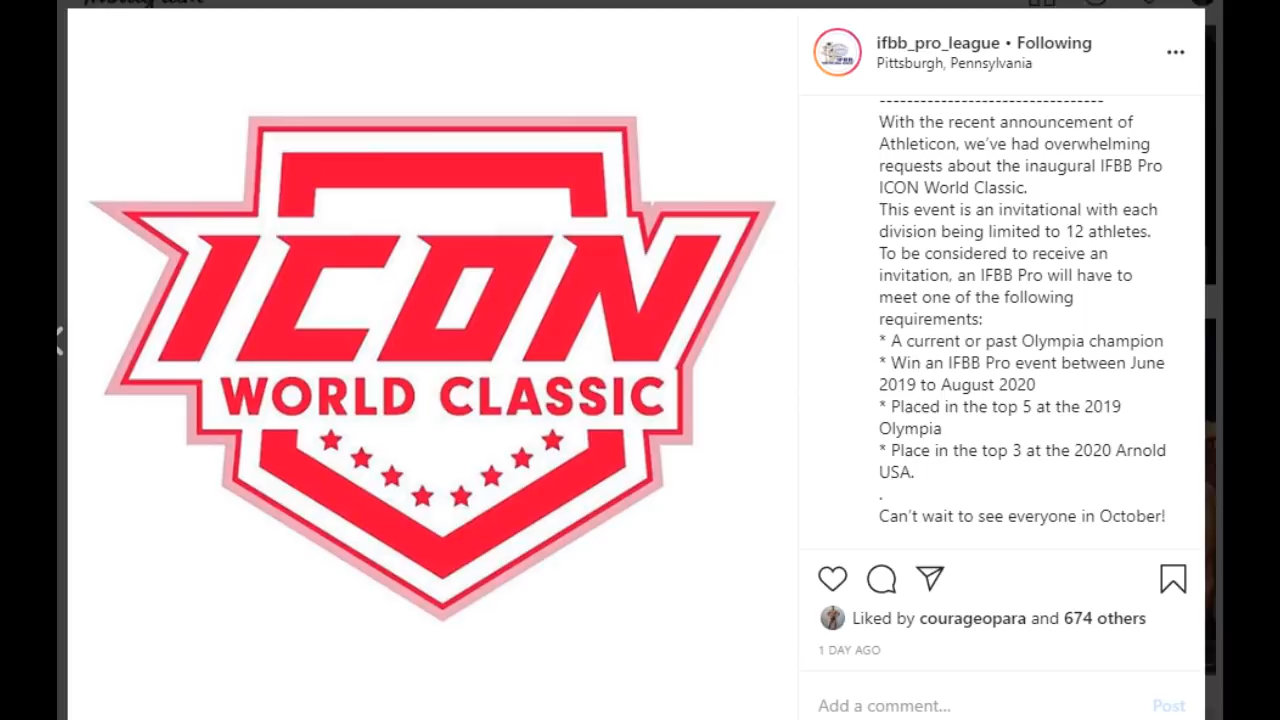 ifbb_pro_league • Following
Pittsburgh, Pennsylvania
--------------------------------
With the recent announcement of
Athleticon, we've had overwhelming
requests about the inaugural IFBB Pro
ICON World Classic.
This event is an invitational with each
division being limited to 12 athletes.
To be considered to receive an
invitation, an IFBB Pro will have to
meet one of the following
requirements:
* A current or past Olympia champion
* Win an IFBB Pro event between June
2019 to August 2020
* Placed in the top 5 at the 2019
Olympia
* Place in the top 3 at the 2020 Arnold
USA.
.
Can't wait to see everyone in October!
Liked by courageopara and 674 others
1 DAY AGO
Add a comment... Post
ICON
WORLD CLASSIC